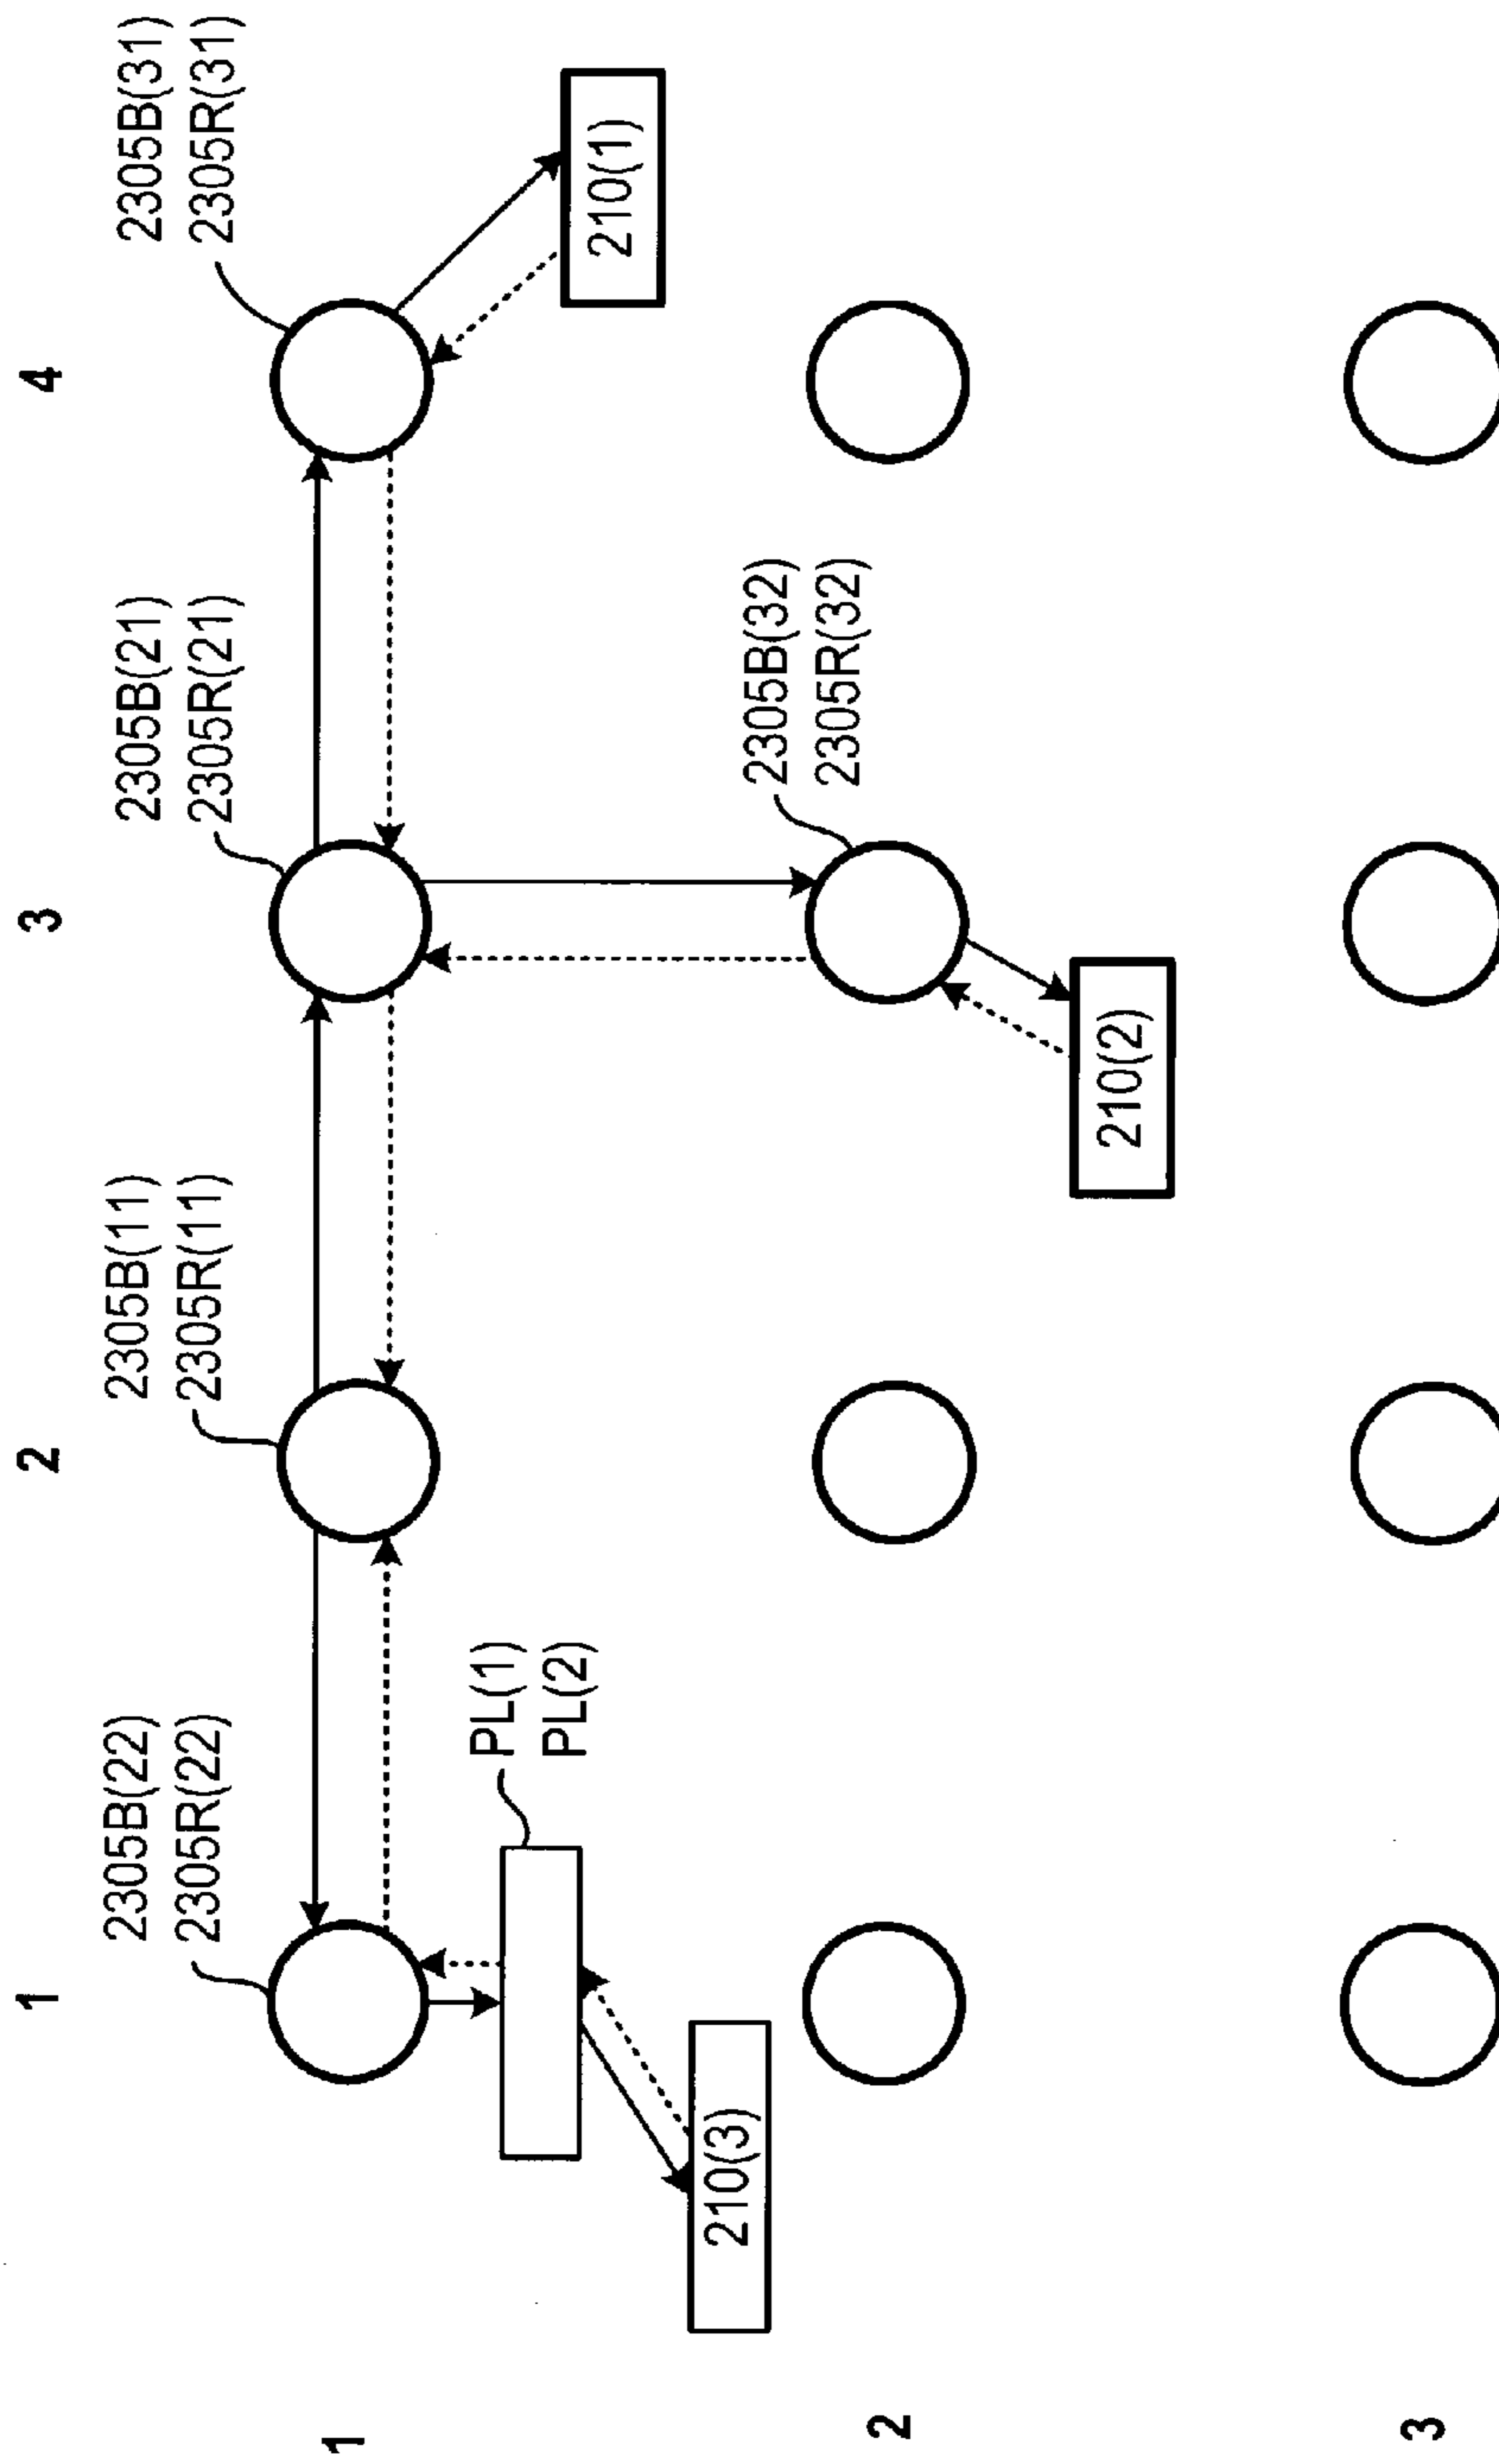 1
2
3
4
2305B(22)
2305R(22)
2305B(11)
2305R(11)
2305B(21)
2305R(21)
2305B(31)
2305R(31)
1
PL(1)
PL(2)
210(1)
210(3)
2305B(32)
2305R(32)
2
210(2)
3